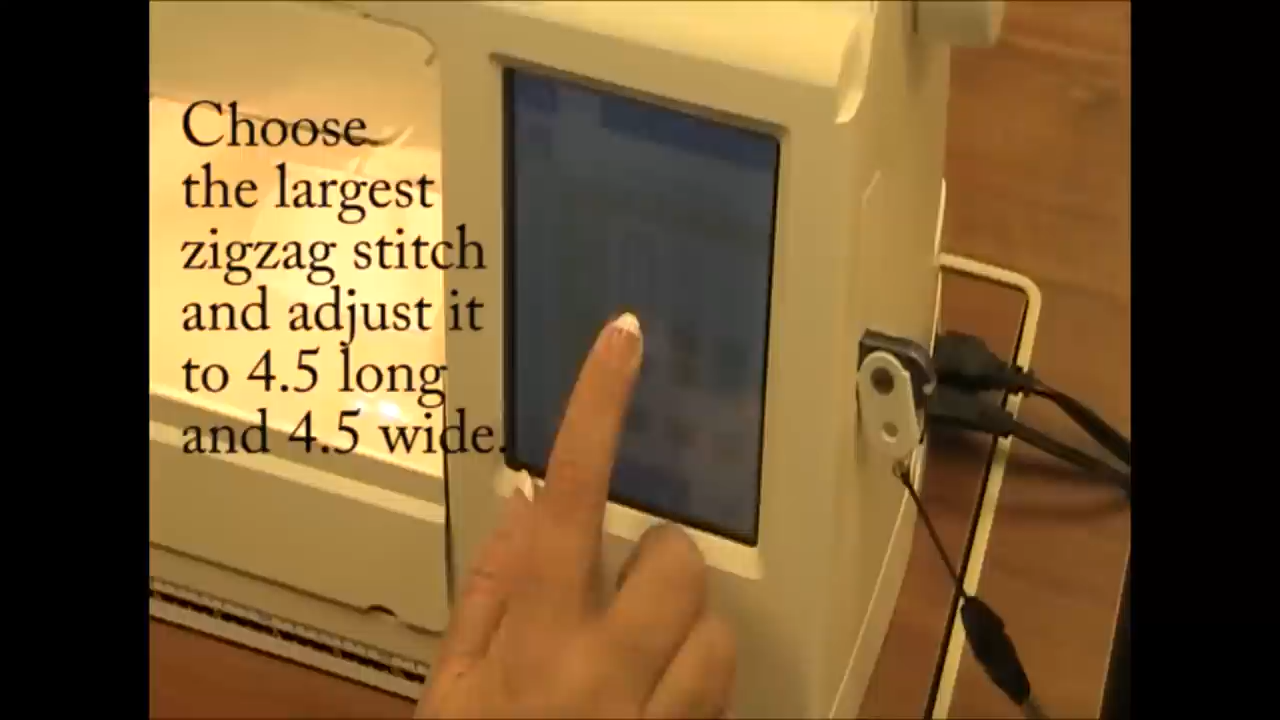 Choose
the largest
zigzag stitch
and adjust it
to 4.5 long
and 4.5 wide.